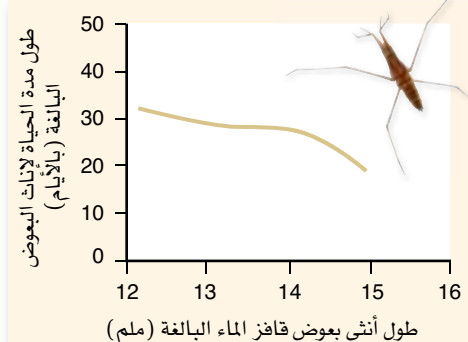 طول مدة الحياة لإناث البعوض
البالغة (بالأيام)
50
40
30
20
10
0
12 13 14 15 16
طول أنثى بعوض قافز الماء البالغة (ملم)